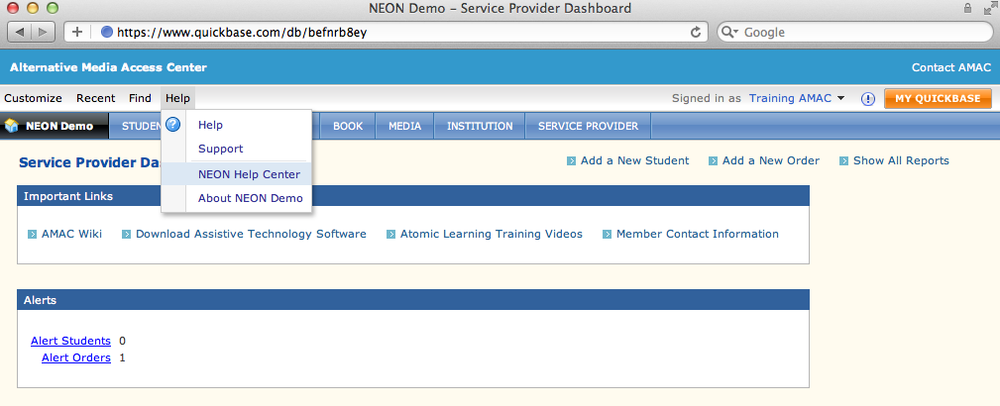 NEON Demo – Service Provider Dashboard
https://www.quickbase.com/db/befnrb8ey
Google
Alternative Media Access Center
Contact AMAC
Customize Recent Find Help
Signed in as Training AMAC
MY QUICKBASE
NEON Demo
BOOK MEDIA INSTITUTION SERVICE PROVIDER
Help
Support
NEON Help Center
About NEON Demo
Service Provider
Add a New Student Add a New Order Show All Reports
Important Links
AMAC Wiki Download Assistive Technology Software Atomic Learning Training Videos Member Contact Information
Alerts
Alert Students 0
Alert Orders 1